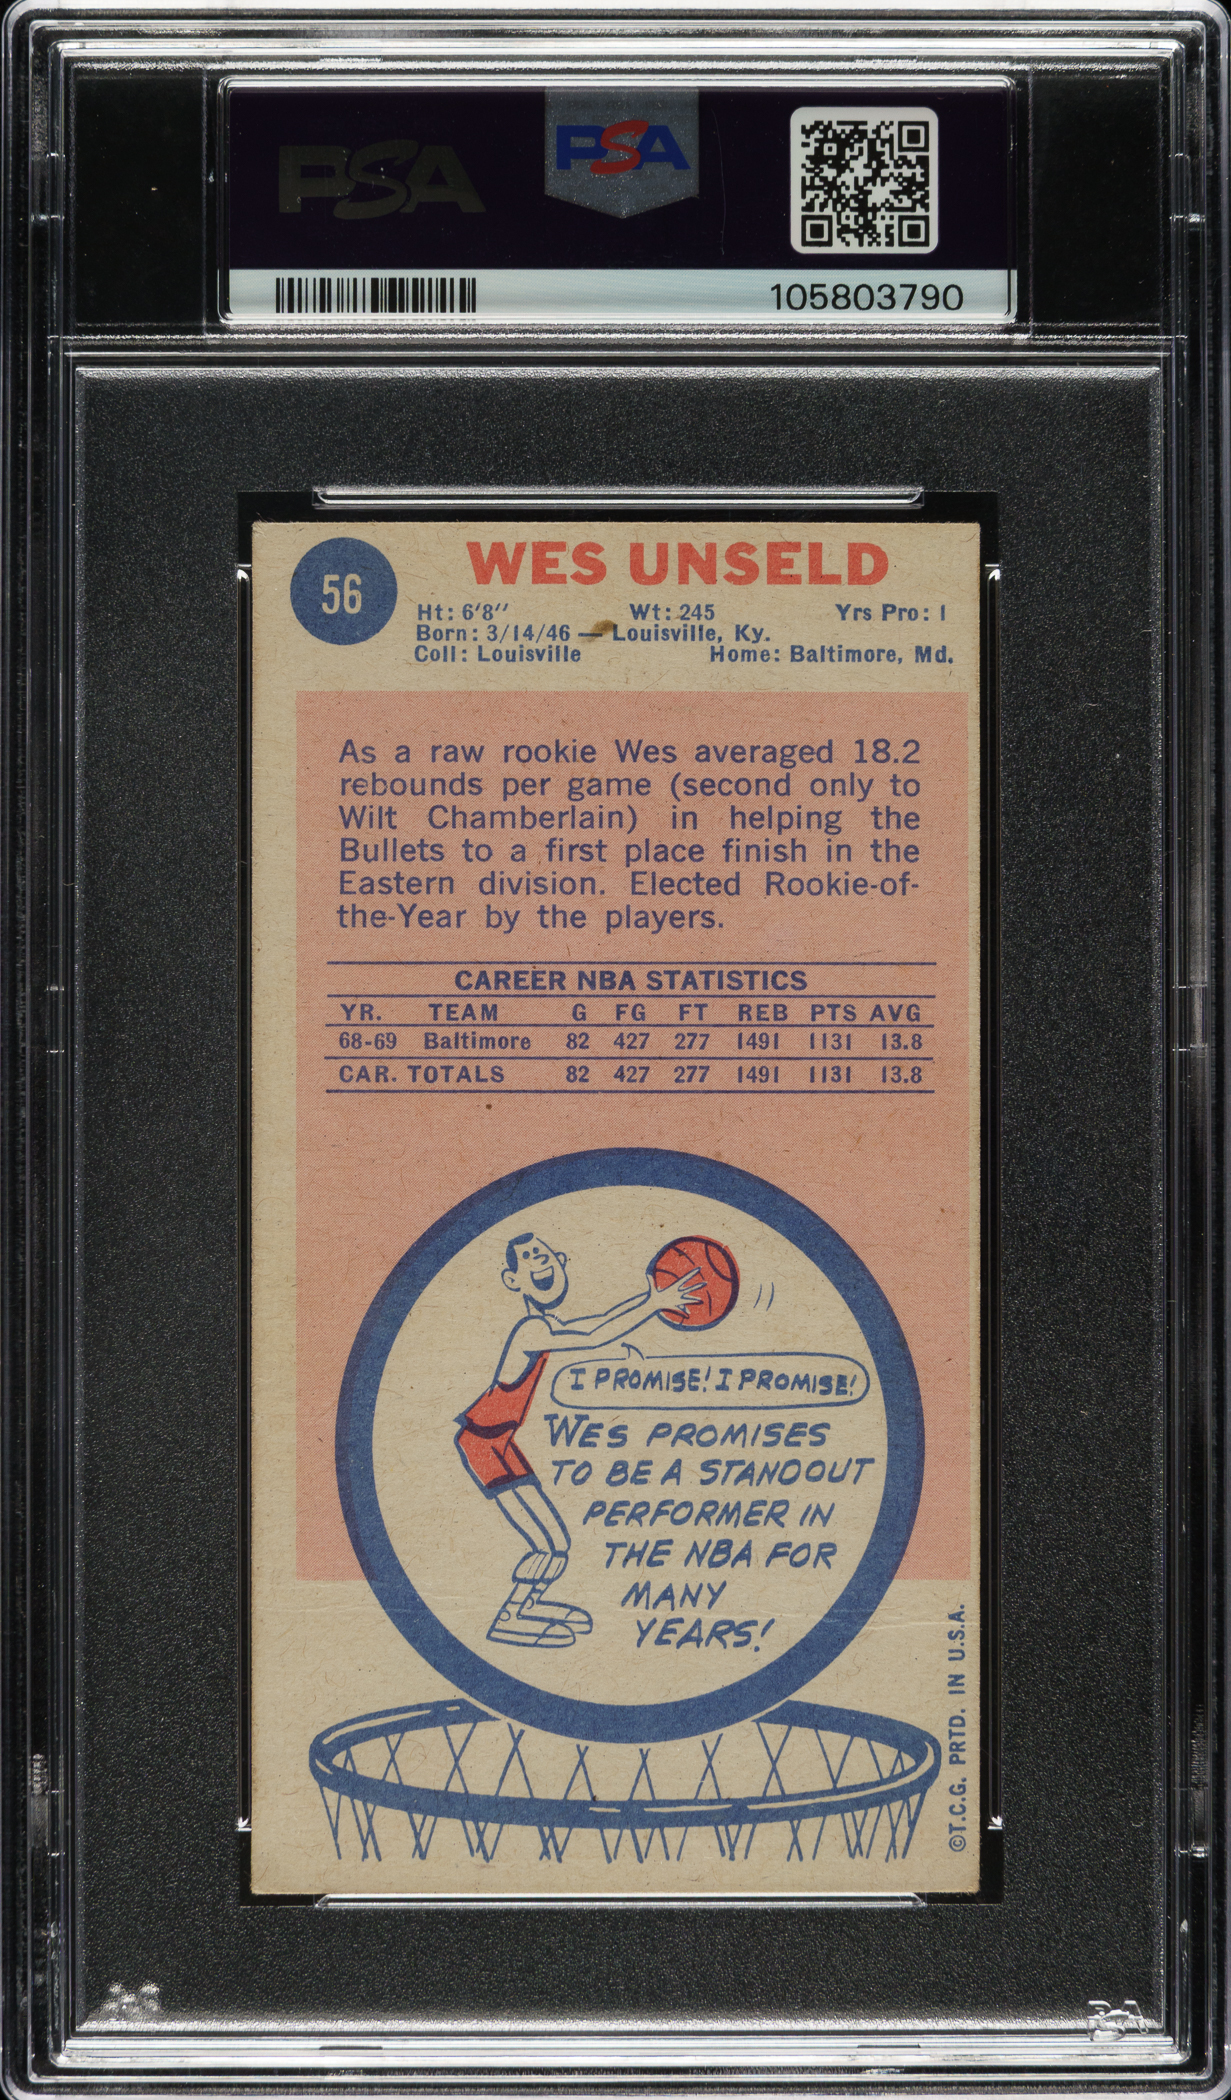 PSA
PSA
105803790
56
WES UNSELD
Ht: 6'8" Wt: 245 Yrs Pro: 1
Born: 3/14/46 — Louisville, Ky.
Coll: Louisville Home: Baltimore, Md.
As a raw rookie Wes averaged 18.2
rebounds per game (second only to
Wilt Chamberlain) in helping the
Bullets to a first place finish in the
Eastern division. Elected Rookie-of-
the-Year by the players.
CAREER NBA STATISTICS
YR. TEAM G FG FT REB PTS AVG
68-69 Baltimore 82 427 277 1491 1131 13.8
CAR. TOTALS 82 427 277 1491 1131 13.8
I PROMISE! I PROMISE!
WES PROMISES
TO BE A STANDOUT
PERFORMER IN
THE NBA FOR
MANY
YEARS!
©T.C.G. PRTD. IN U.S.A.